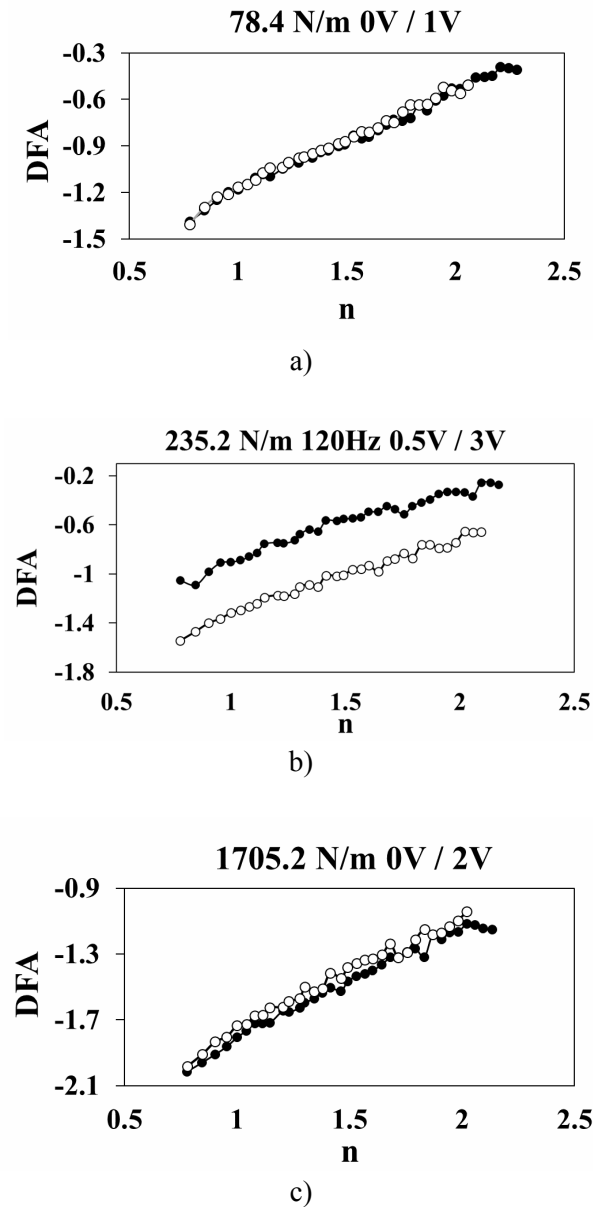 78.4 N/m 0V / 1V
-0.3
-0.6
-0.9
-1.2
-1.5
DFA
0.5 1 1.5 2 2.5
n
a)
235.2 N/m 120Hz 0.5V / 3V
-0.2
-0.6
-1
-1.4
-1.8
DFA
0.5 1 1.5 2 2.5
n
b)
1705.2 N/m 0V / 2V
-0.9
-1.3
-1.7
-2.1
DFA
0.5 1 1.5 2 2.5
n
c)